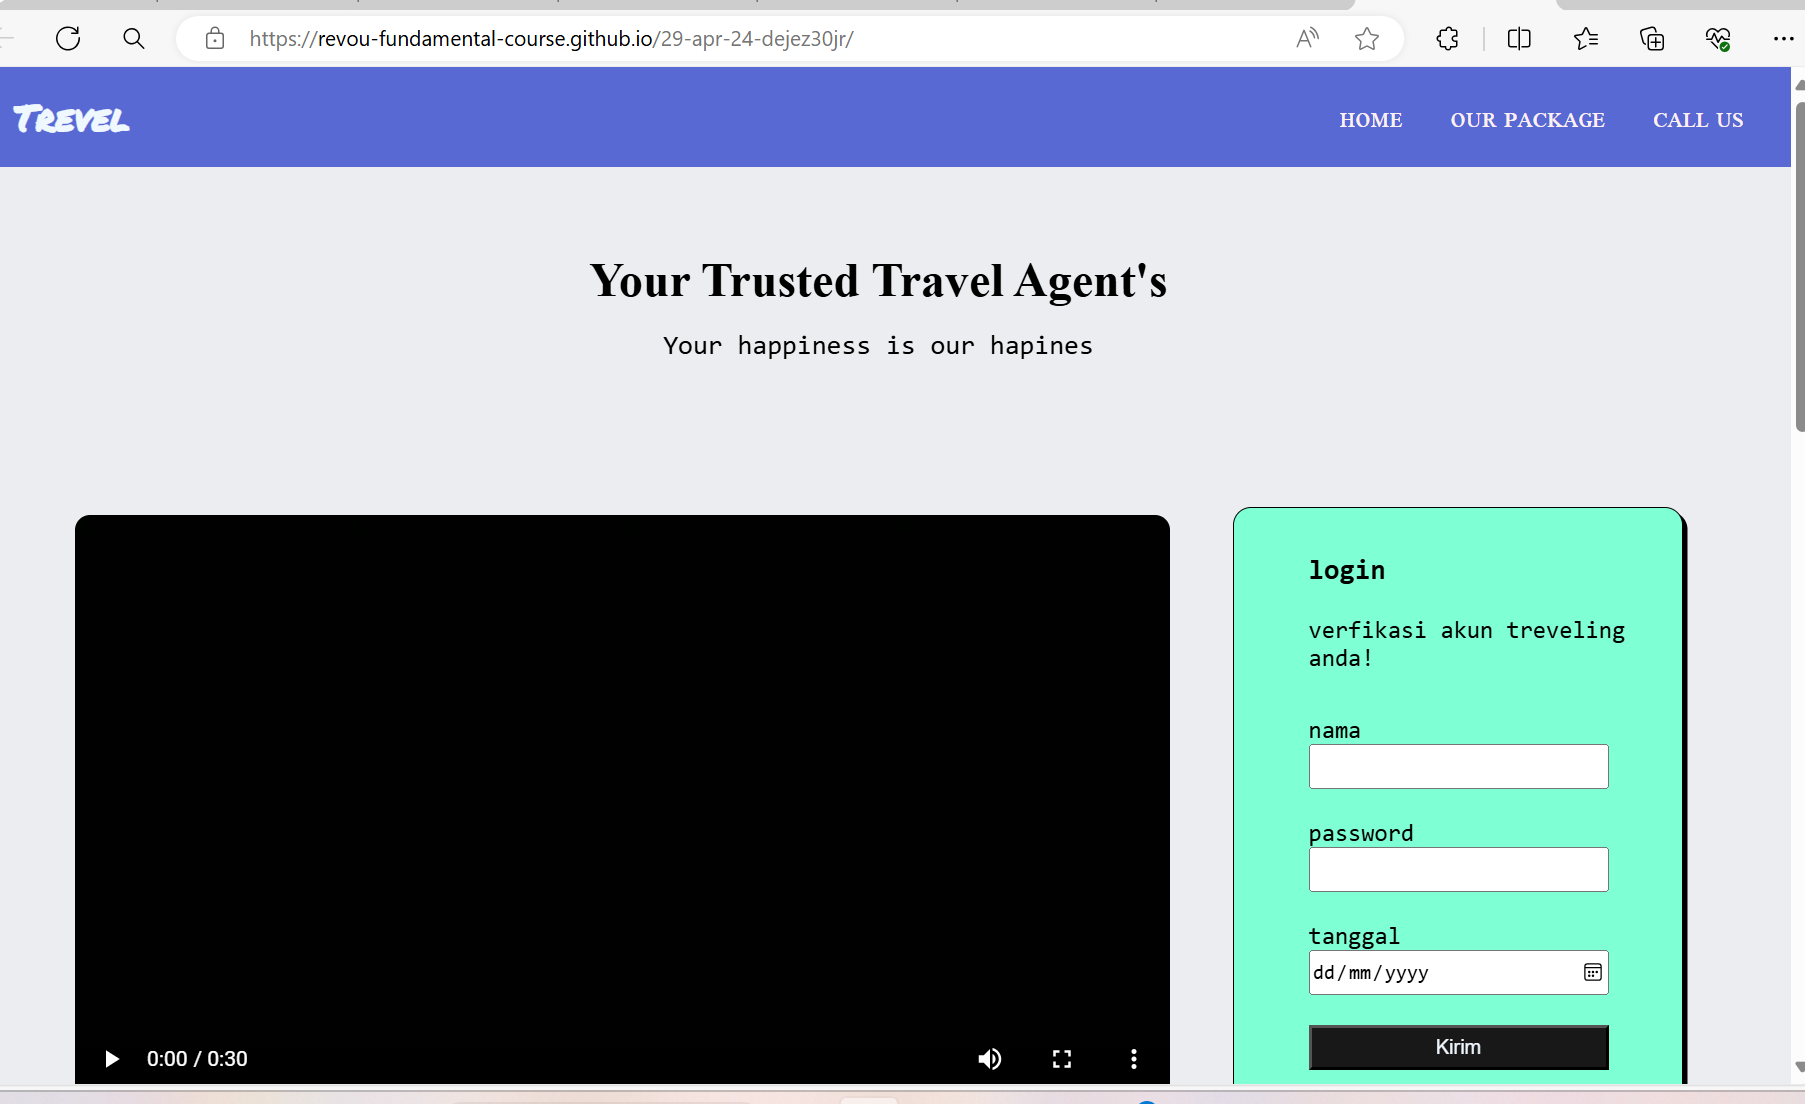 https://revou-fundamental-course.github.io/29-apr-24-dejez30jr/
TREVEL
HOME OUR PACKAGE CALL US
Your Trusted Travel Agent's
Your happiness is our hapines
login
verfikasi akun treveling
anda!
nama
password
tanggal
dd/mm/yyyy
Kirim
0:00 / 0:30